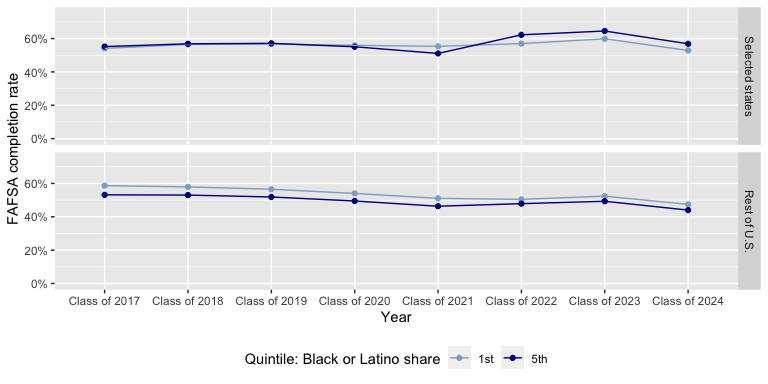 60%
40%
20%
0%
Selected states
60%
40%
20%
0%
Rest of U.S.
FAFSA completion rate
Class of 2017 Class of 2018 Class of 2019 Class of 2020 Class of 2021 Class of 2022 Class of 2023 Class of 2024
Year
Quintile: Black or Latino share 1st 5th